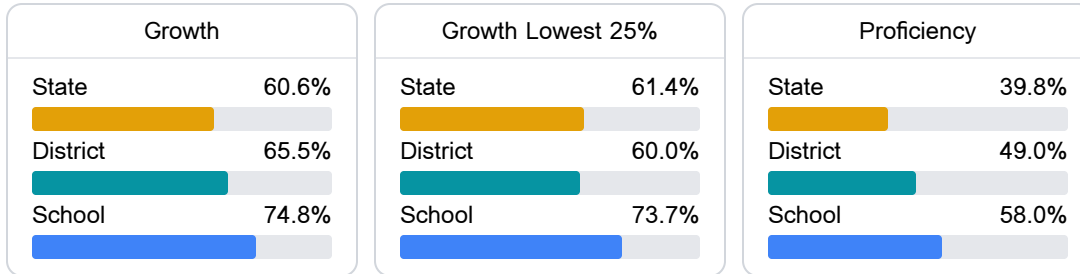 Growth
State 60.6%
District 65.5%
School 74.8%
Growth Lowest 25%
State 61.4%
District 60.0%
School 73.7%
Proficiency
State 39.8%
District 49.0%
School 58.0%